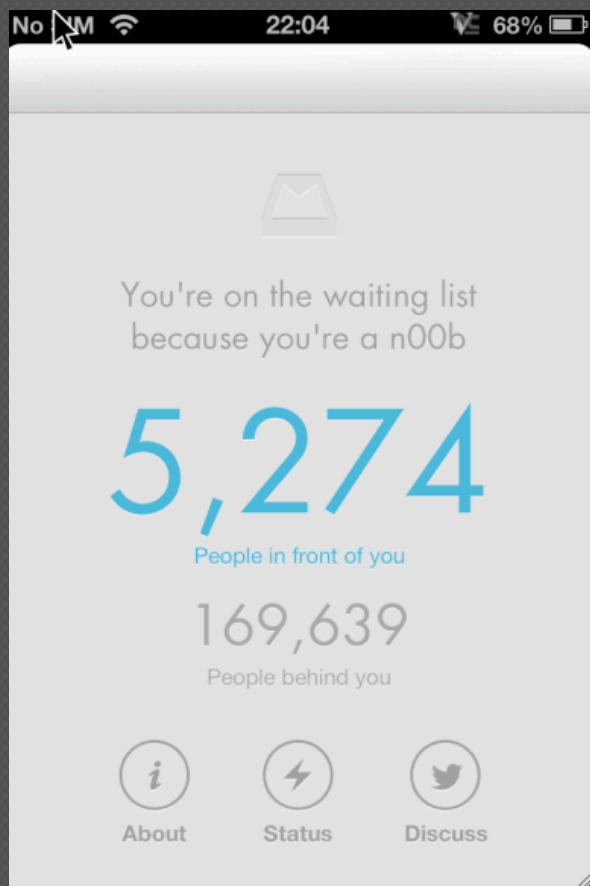 No 22:04 68%
You're on the waiting list
because you're a n00b
5,274
People in front of you
169,639
People behind you
About Status Discuss